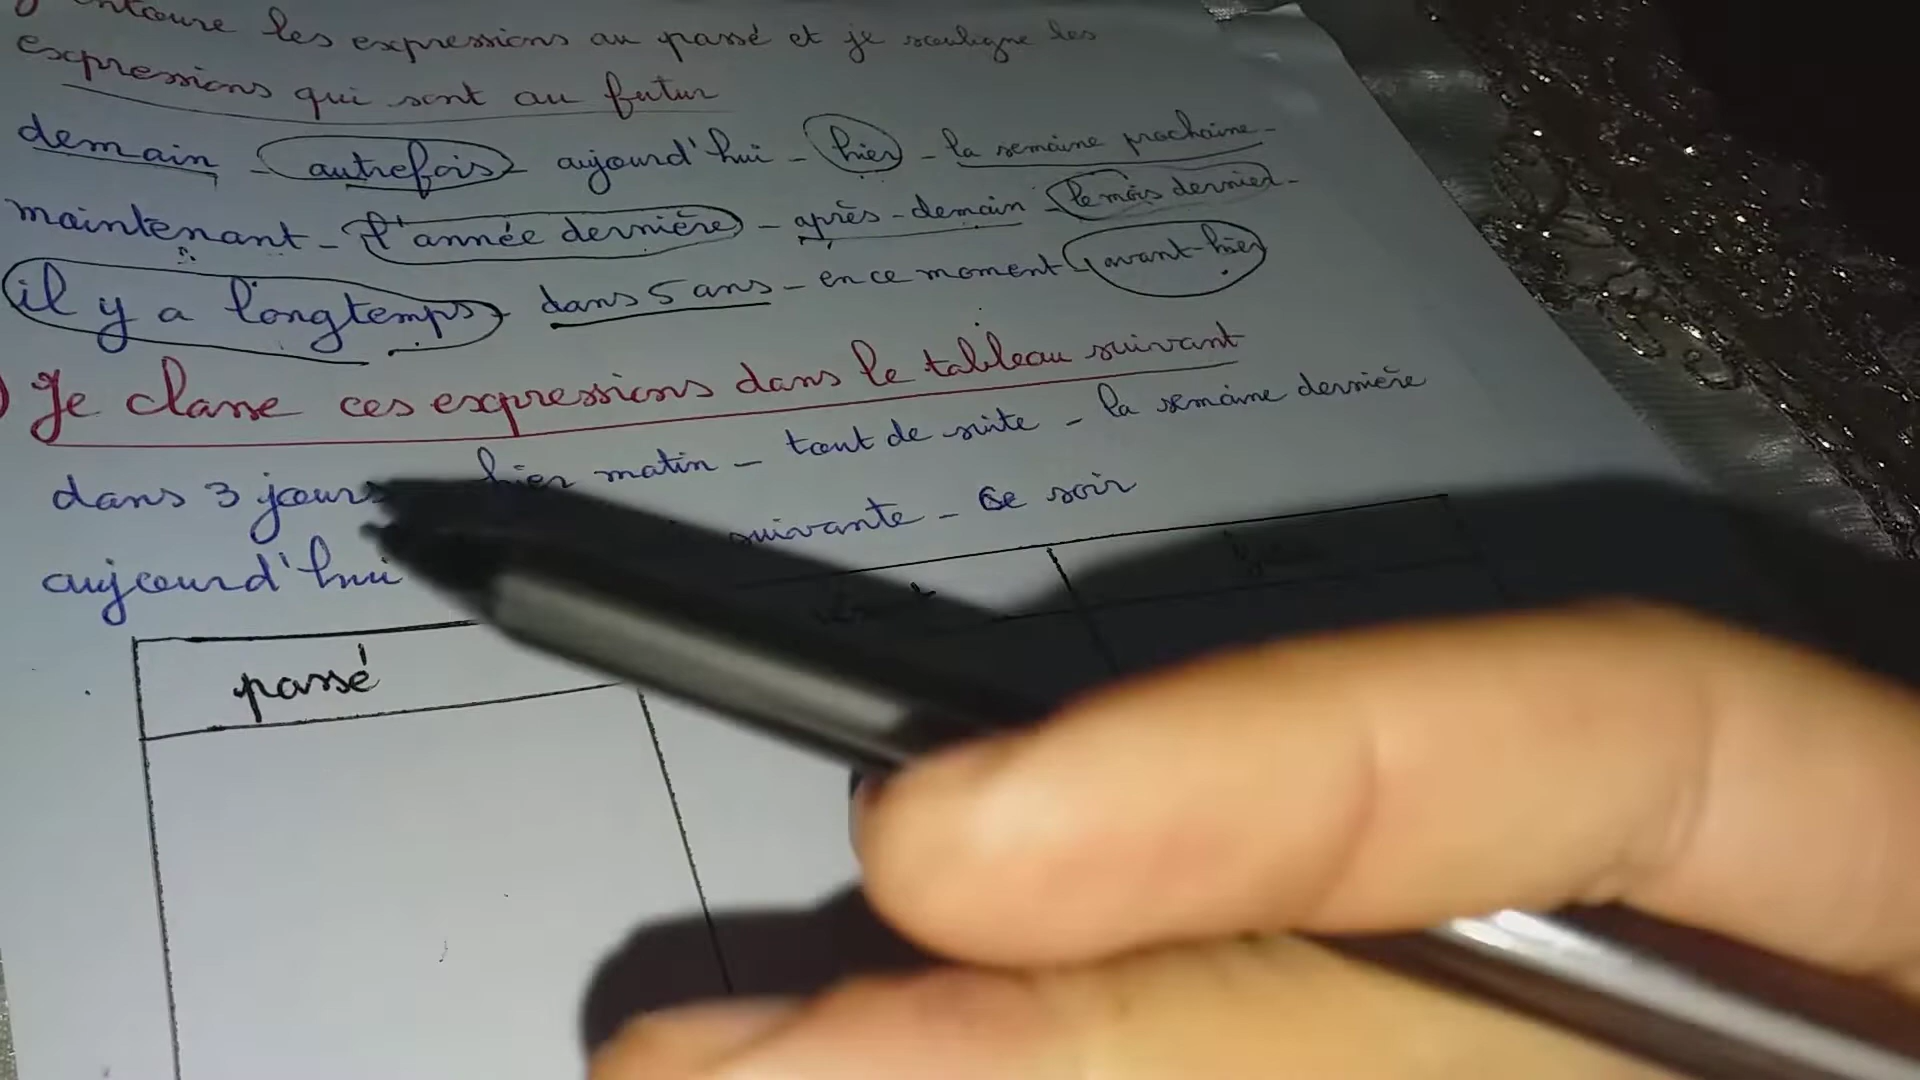 entoure les expressions au passé et je souligne les
expressions qui sont au futur
demain - autrefois - aujourd'hui - hier - la semaine prochaine -
maintenant - l'année dernière - après-demain - le mois dernier -
il y a longtemps - dans 5 ans - en ce moment - avant-hier
Je classe ces expressions dans le tableau suivant
dans 3 jours hier matin - tout de suite - la semaine dernière
aujourd'hui suivante - ce soir
passé